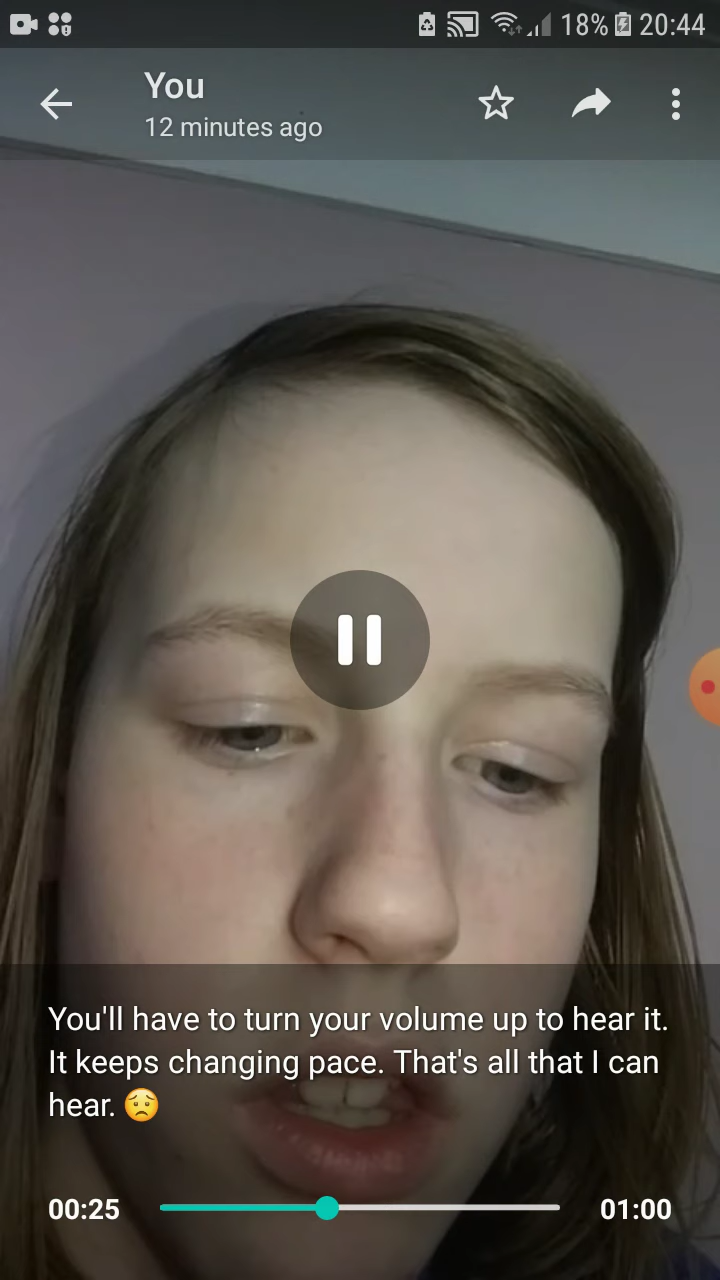 18% 20:44
You
12 minutes ago
You'll have to turn your volume up to hear it.
It keeps changing pace. That's all that I can
hear. 😟
00:25 01:00